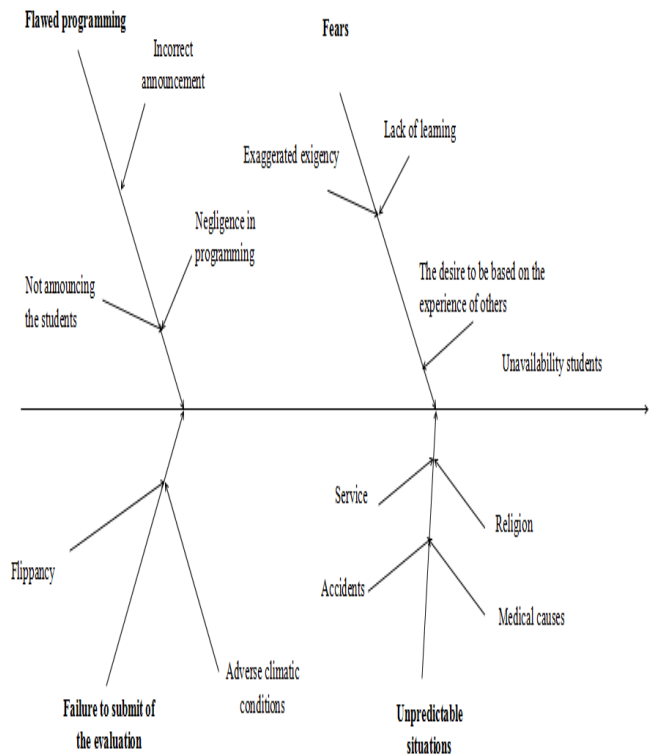 Flawed programming
Incorrect
announcement
Fears
Lack of learning
Exaggerated exigency
Negligence in
programming
Not announcing
the students
The desire to be based on the
experience of others
Unavailability students
Service
Religion
Flippancy
Accidents
Medical causes
Adverse climatic
conditions
Failure to submit of
the evaluation
Unpredictable
situations